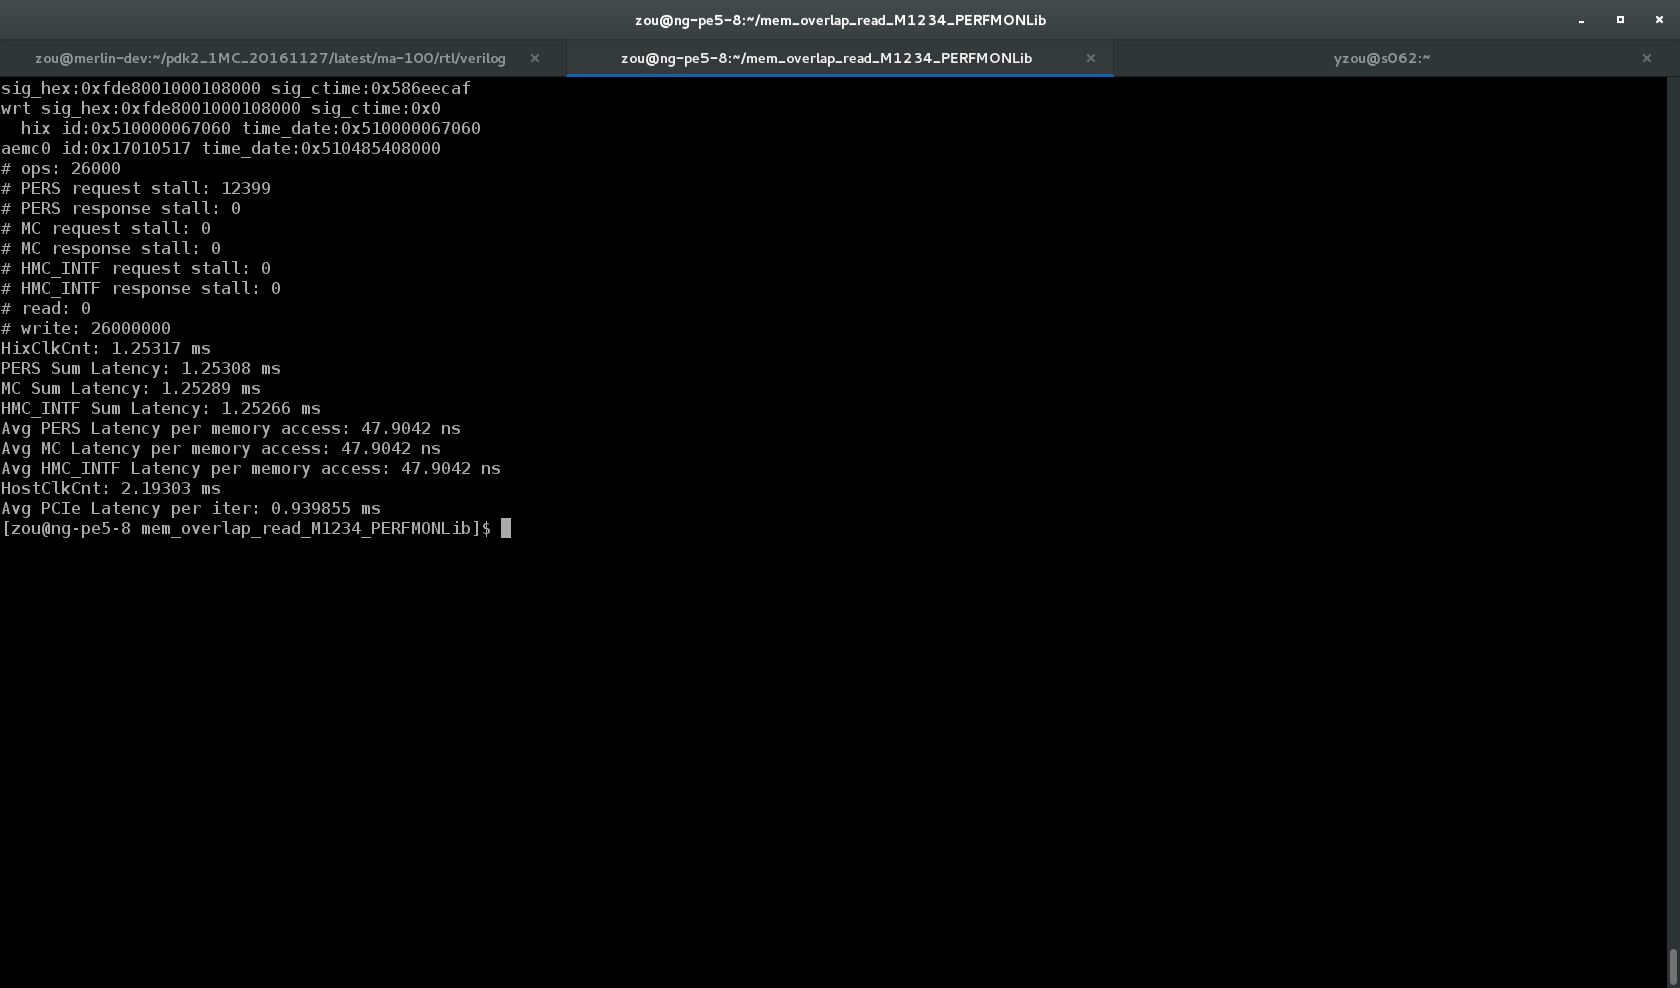 zou@ng-pe5-8:~/mem_overlap_read_M1234_PERFMONLib
zou@merlin-dev:~/pdk2_1MC_20161127/latest/ma-100/rtl/verilog
zou@ng-pe5-8:~/mem_overlap_read_M1234_PERFMONLib
yzou@s062:~
sig_hex:0xfde8001000108000 sig_ctime:0x586eecaf
wrt sig_hex:0xfde8001000108000 sig_ctime:0x0
  hix id:0x510000067060 time_date:0x510000067060
aemc0 id:0x17010517 time_date:0x510485408000
# ops: 26000
# PERS request stall: 12399
# PERS response stall: 0
# MC request stall: 0
# MC response stall: 0
# HMC_INTF request stall: 0
# HMC_INTF response stall: 0
# read: 0
# write: 26000000
HixClkCnt: 1.25317 ms
PERS Sum Latency: 1.25308 ms
MC Sum Latency: 1.25289 ms
HMC_INTF Sum Latency: 1.25266 ms
Avg PERS Latency per memory access: 47.9042 ns
Avg MC Latency per memory access: 47.9042 ns
Avg HMC_INTF Latency per memory access: 47.9042 ns
HostClkCnt: 2.19303 ms
Avg PCIe Latency per iter: 0.939855 ms
[zou@ng-pe5-8 mem_overlap_read_M1234_PERFMONLib]$